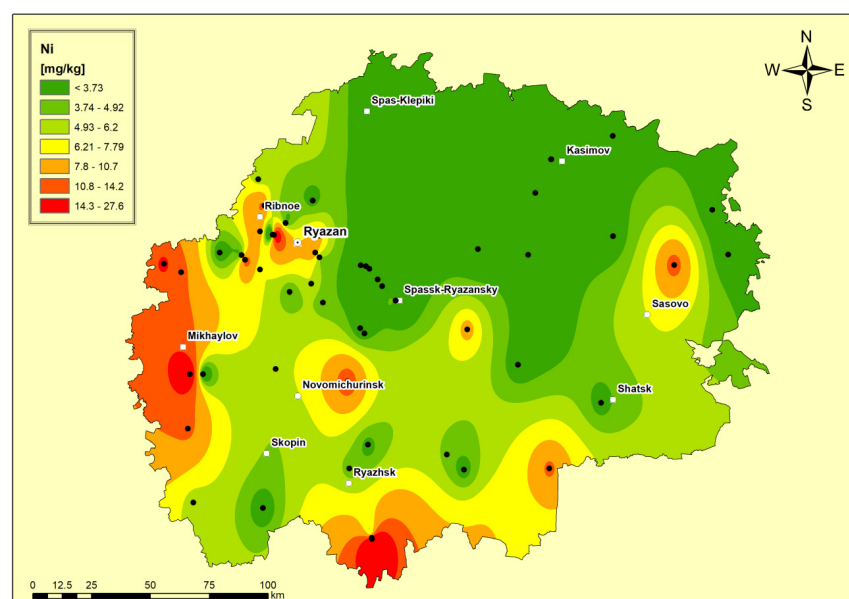 Ni
[mg/kg]
< 3.73
3.74 - 4.92
4.93 - 6.2
6.21 - 7.79
7.8 - 10.7
10.8 - 14.2
14.3 - 27.6
N
W E
S
Spas-Klepiki
Kasimov
Ribnoe
Ryazan
Spassk-Ryazansky
Sasovo
Mikhaylov
Novomichurinsk
Shatsk
Skopin
Ryazhsk
0 12.5 25 50 75 100
km